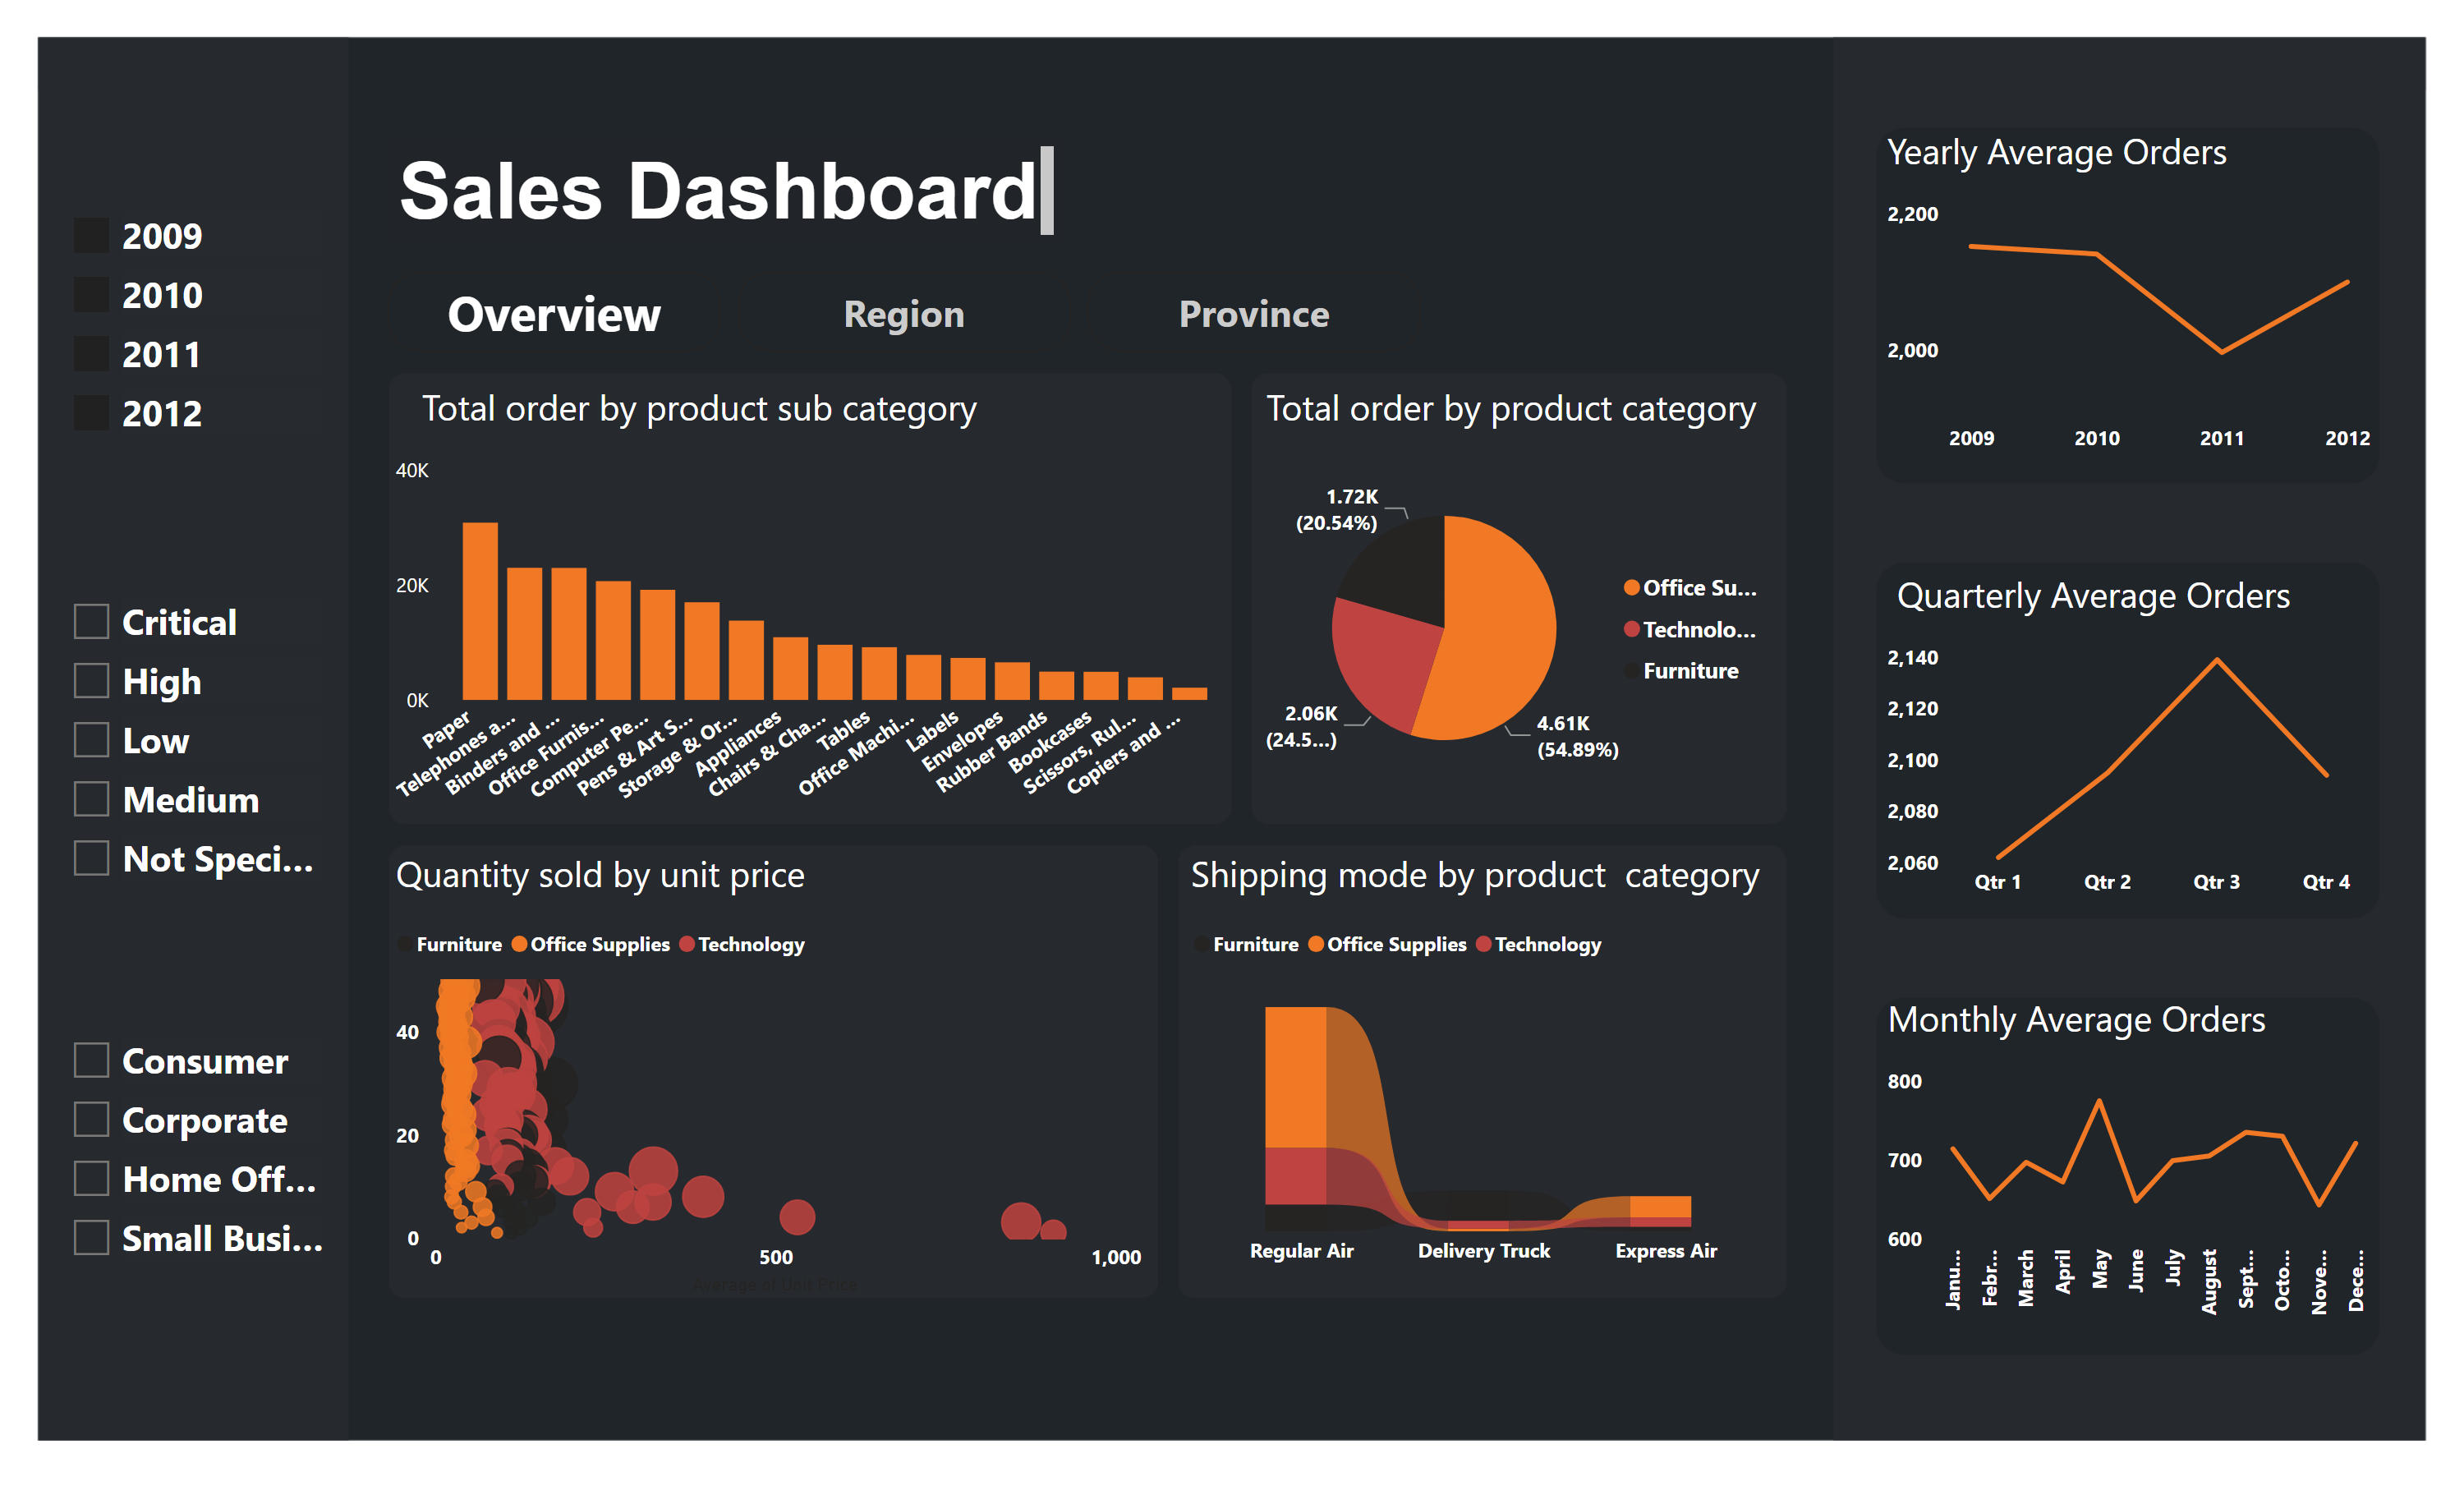 Sales Dashboard
Overview
Region
Province
2009
2010
2011
2012
Critical
High
Low
Medium
Not Speci...
Consumer
Corporate
Home Off...
Small Busi...
Total order by product sub category
40K
20K
0K
Paper
Telephones a...
Binders and ...
Office Furnis...
Computer Pe...
Pens & Art S...
Storage & Or...
Appliances
Chairs & Cha...
Tables
Office Machi...
Labels
Envelopes
Rubber Bands
Bookcases
Scissors, Rul...
Copiers and ...
Total order by product category
1.72K
(20.54%)
2.06K
(24.5...)
4.61K
(54.89%)
Office Su...
Technolo...
Furniture
Quantity sold by unit price
Furniture Office Supplies Technology
40
20
0
0 500 1,000
Average of Unit Price
Shipping mode by product  category
Furniture Office Supplies Technology
Regular Air
Delivery Truck
Express Air
Yearly Average Orders
2,200
2,000
2009 2010 2011 2012
Quarterly Average Orders
2,140
2,120
2,100
2,080
2,060
Qtr 1 Qtr 2 Qtr 3 Qtr 4
Monthly Average Orders
800
700
600
Janu...
Febr...
March
April
May
June
July
August
Sept...
Octo...
Nove...
Dece...